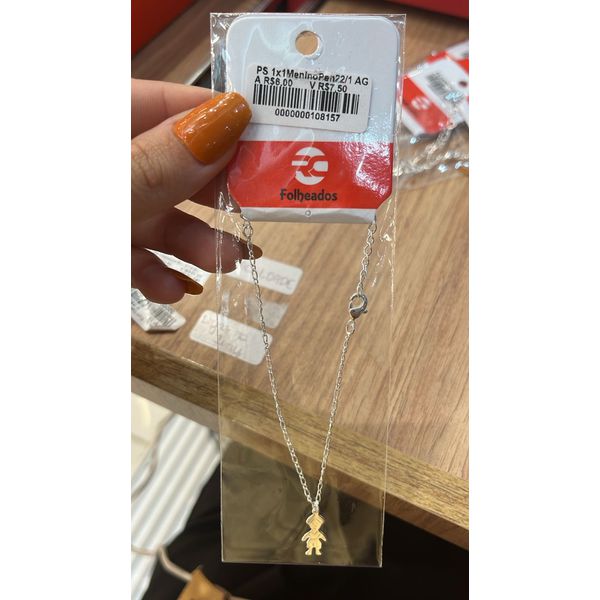 PS 1x1MeninoPen22/1 AG
A R$6,00 V R$7,50
0000000108157
Folheados